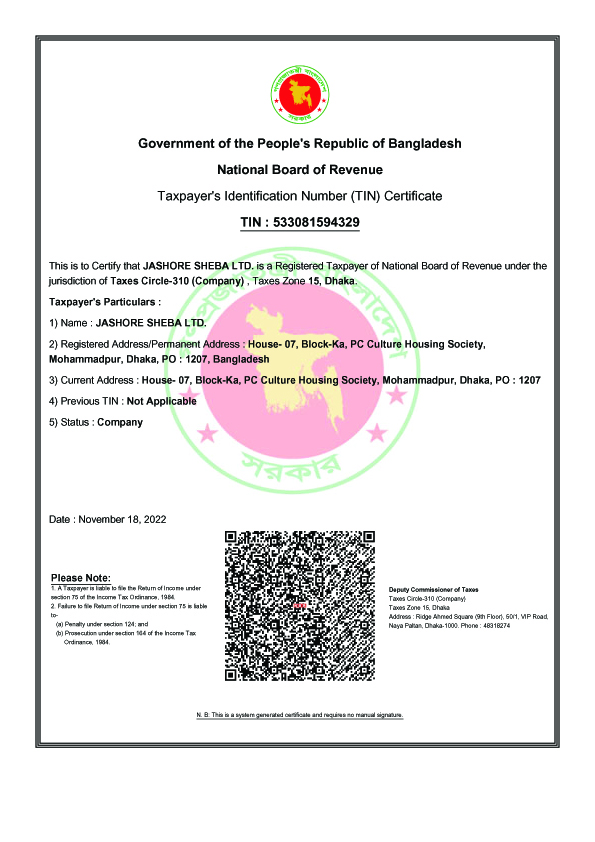 গণপ্রজাতন্ত্রী বাংলাদেশ
সরকার
Government of the People's Republic of Bangladesh
National Board of Revenue
Taxpayer's Identification Number (TIN) Certificate
TIN : 533081594329
This is to Certify that JASHORE SHEBA LTD. is a Registered Taxpayer of National Board of Revenue under the
jurisdiction of Taxes Circle-310 (Company) , Taxes Zone 15, Dhaka.
Taxpayer's Particulars :
1) Name : JASHORE SHEBA LTD.
2) Registered Address/Permanent Address : House- 07, Block-Ka, PC Culture Housing Society,
Mohammadpur, Dhaka, PO : 1207, Bangladesh
3) Current Address : House- 07, Block-Ka, PC Culture Housing Society, Mohammadpur, Dhaka, PO : 1207
4) Previous TIN : Not Applicable
5) Status : Company
গণপ্রজাতন্ত্রী বাংলাদেশ
সরকার
Date : November 18, 2022
Please Note:
1. A Taxpayer is liable to file the Return of Income under
section 75 of the Income Tax Ordinance, 1984.
2. Failure to file Return of Income under section 75 is liable
to-
(a) Penalty under section 124; and
(b) Prosecution under section 164 of the Income Tax
Ordinance, 1984.
Deputy Commissioner of Taxes
Taxes Circle-310 (Company)
Taxes Zone 15, Dhaka
Address : Ridge Ahmed Square (9th Floor), 50/1, VIP Road,
Naya Paltan, Dhaka-1000. Phone : 48318274
N. B: This is a system generated certificate and requires no manual signature.